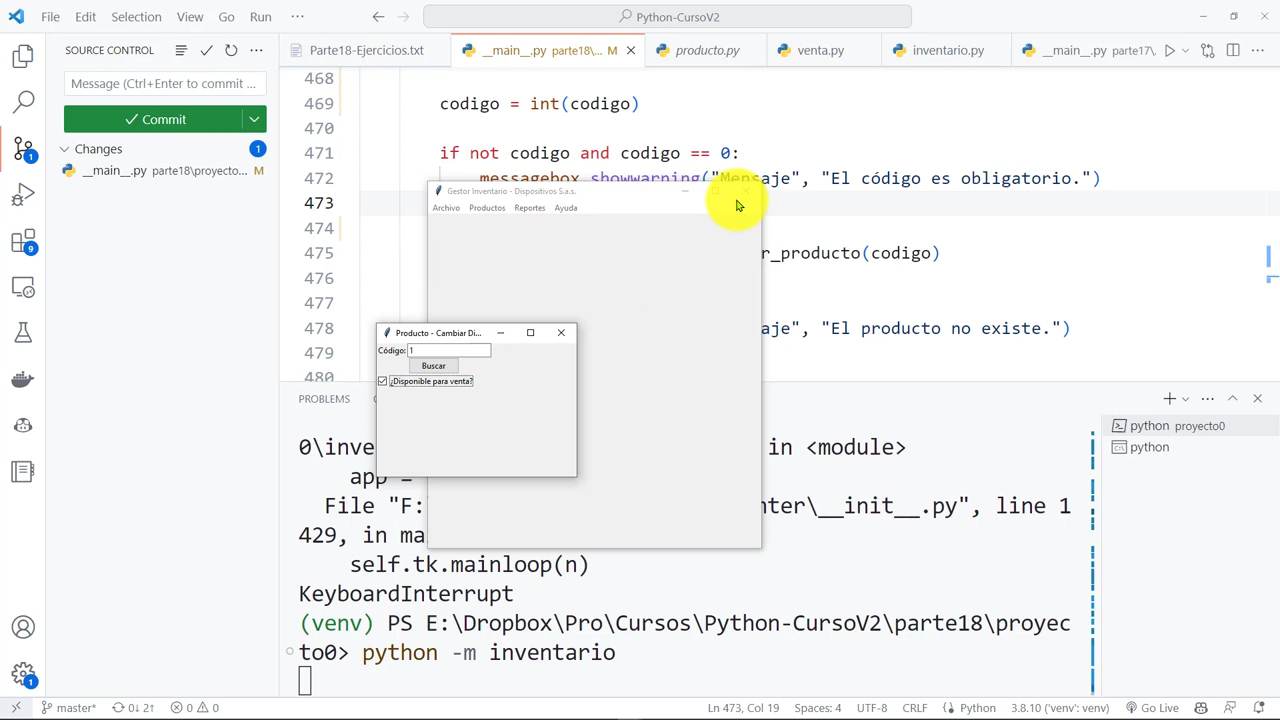 File Edit Selection View Go Run ···
Python-CursoV2
SOURCE CONTROL
Message (Ctrl+Enter to commit ...
Commit
Changes 1
__main__.py parte18\proyecto... M
1
9
1
Parte18-Ejercicios.txt
__main__.py parte18\... M
producto.py
venta.py
inventario.py
__main__.py parte17\.
468
469 codigo = int(codigo)
470
471 if not codigo and codigo == 0:
472 messagebox.showwarning("Mensaje", "El código es obligatorio.")
473
474
475 r_producto(codigo)
476
477
478 aje", "El producto no existe.")
479
480
Gestor Inventario - Dispositivos S.a.s.
Archivo Productos Reportes Ayuda
Producto - Cambiar Di...
Código: 1
Buscar
¿Disponible para venta?
PROBLEMS
0\inve in <module>
app =
File "F: nter\__init__.py", line 1
429, in ma
self.tk.mainloop(n)
KeyboardInterrupt
(venv) PS E:\Dropbox\Pro\Cursos\Python-CursoV2\parte18\proyec
to0> python -m inventario
python proyecto0
python
master* 0↓ 2↑ 0 0
Ln 473, Col 19 Spaces: 4 UTF-8 CRLF Python 3.8.10 ('venv': venv) Go Live